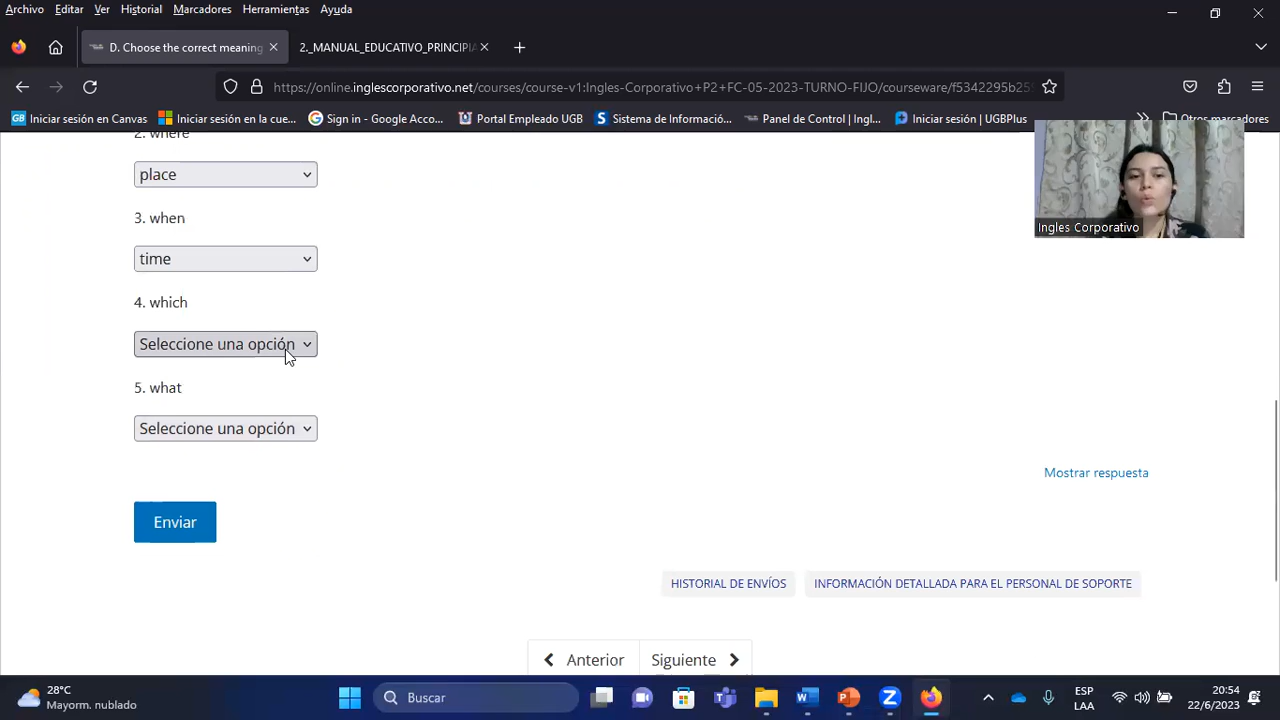 Archivo Editar Ver Historial Marcadores Herramientas Ayuda
D. Choose the correct meaning
2._MANUAL_EDUCATIVO_PRINCIPIA
https://online.inglescorporativo.net/courses/course-v1:Ingles-Corporativo+P2+FC-05-2023-TURNO-FIJO/courseware/f5342295b25
Iniciar sesión en Canvas
Iniciar sesión en la cue...
Sign in - Google Acco...
Portal Empleado UGB
Sistema de Informació...
Panel de Control | Ingl...
Iniciar sesión | UGBPlus
Otros marcadores
2. where
place
3. when
time
4. which
Seleccione una opción
5. what
Seleccione una opción
Mostrar respuesta
Enviar
HISTORIAL DE ENVÍOS
INFORMACIÓN DETALLADA PARA EL PERSONAL DE SOPORTE
Anterior
Siguiente
Ingles Corporativo
28°C
Mayorm. nublado
Buscar
ESP
LAA
20:54
22/6/2023